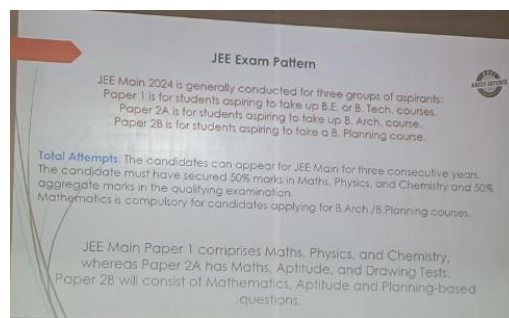 JEE Exam Pattern
JEE Main 2024 is generally conducted for three groups of aspirants:
Paper 1 is for students aspiring to take up B.E. or B. Tech. courses.
Paper 2A is for students aspiring to take up B. Arch. course.
Paper 2B is for students aspiring to take a B. Planning course.
Total Attempts: The candidates can appear for JEE Main for three consecutive years.
The candidate must have secured 50% marks in Maths, Physics, and Chemistry and 50%
aggregate marks in the qualifying examination.
Mathematics is compulsory for candidates applying for B.Arch./B.Planning courses.
JEE Main Paper 1 comprises Maths, Physics, and Chemistry,
whereas Paper 2A has Maths, Aptitude, and Drawing Tests.
Paper 2B will consist of Mathematics, Aptitude and Planning-based
questions.